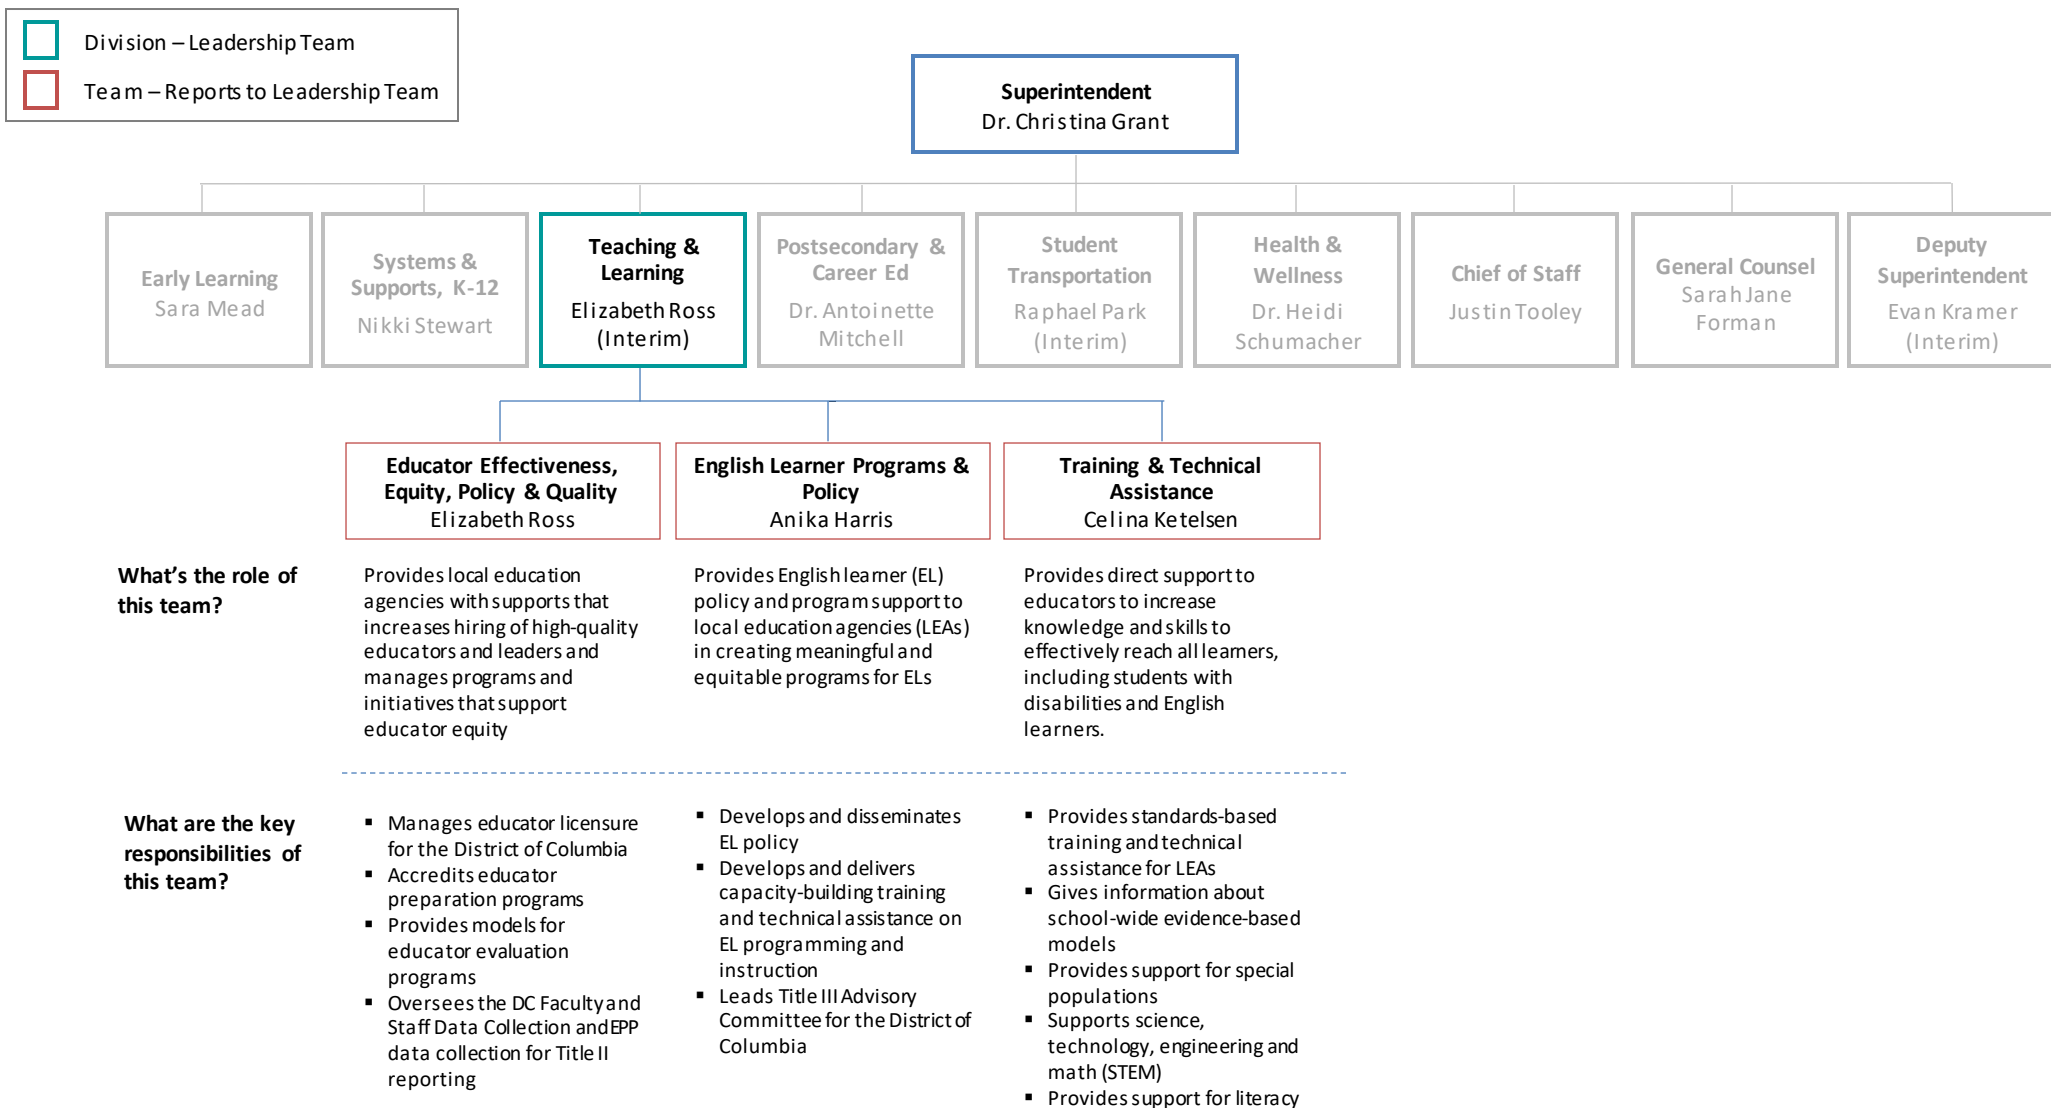 Division – Leadership Team
Team – Reports to Leadership Team
Superintendent
Dr. Christina Grant
Early Learning
Sara Mead
Systems &
Supports, K-12
Nikki Stewart
Teaching &
Learning
Elizabeth Ross
(Interim)
Postsecondary &
Career Ed
Dr. Antoinette
Mitchell
Student
Transportation
Raphael Park
(Interim)
Health &
Wellness
Dr. Heidi
Schumacher
Chief of Staff
Justin Tooley
General Counsel
Sarah Jane
Forman
Deputy
Superintendent
Evan Kramer
(Interim)
Educator Effectiveness,
Equity, Policy & Quality
Elizabeth Ross
English Learner Programs &
Policy
Anika Harris
Training & Technical
Assistance
Celina Ketelsen
What’s the role of
this team?
Provides local education
agencies with supports that
increases hiring of high-quality
educators and leaders and
manages programs and
initiatives that support
educator equity
Provides English learner (EL)
policy and program support to
local education agencies (LEAs)
in creating meaningful and
equitable programs for ELs
Provides direct support to
educators to increase
knowledge and skills to
effectively reach all learners,
including students with
disabilities and English
learners.
What are the key
responsibilities of
this team?
▪ Manages educator licensure
for the District of Columbia
▪ Accredits educator
preparation programs
▪ Provides models for
educator evaluation
programs
▪ Oversees the DC Faculty and
Staff Data Collection and EPP
data collection for Title II
reporting
▪ Develops and disseminates
EL policy
▪ Develops and delivers
capacity-building training
and technical assistance on
EL programming and
instruction
▪ Leads Title III Advisory
Committee for the District of
Columbia
▪ Provides standards-based
training and technical
assistance for LEAs
▪ Gives information about
school-wide evidence-based
models
▪ Provides support for special
populations
▪ Supports science,
technology, engineering and
math (STEM)
▪ Provides support for literacy